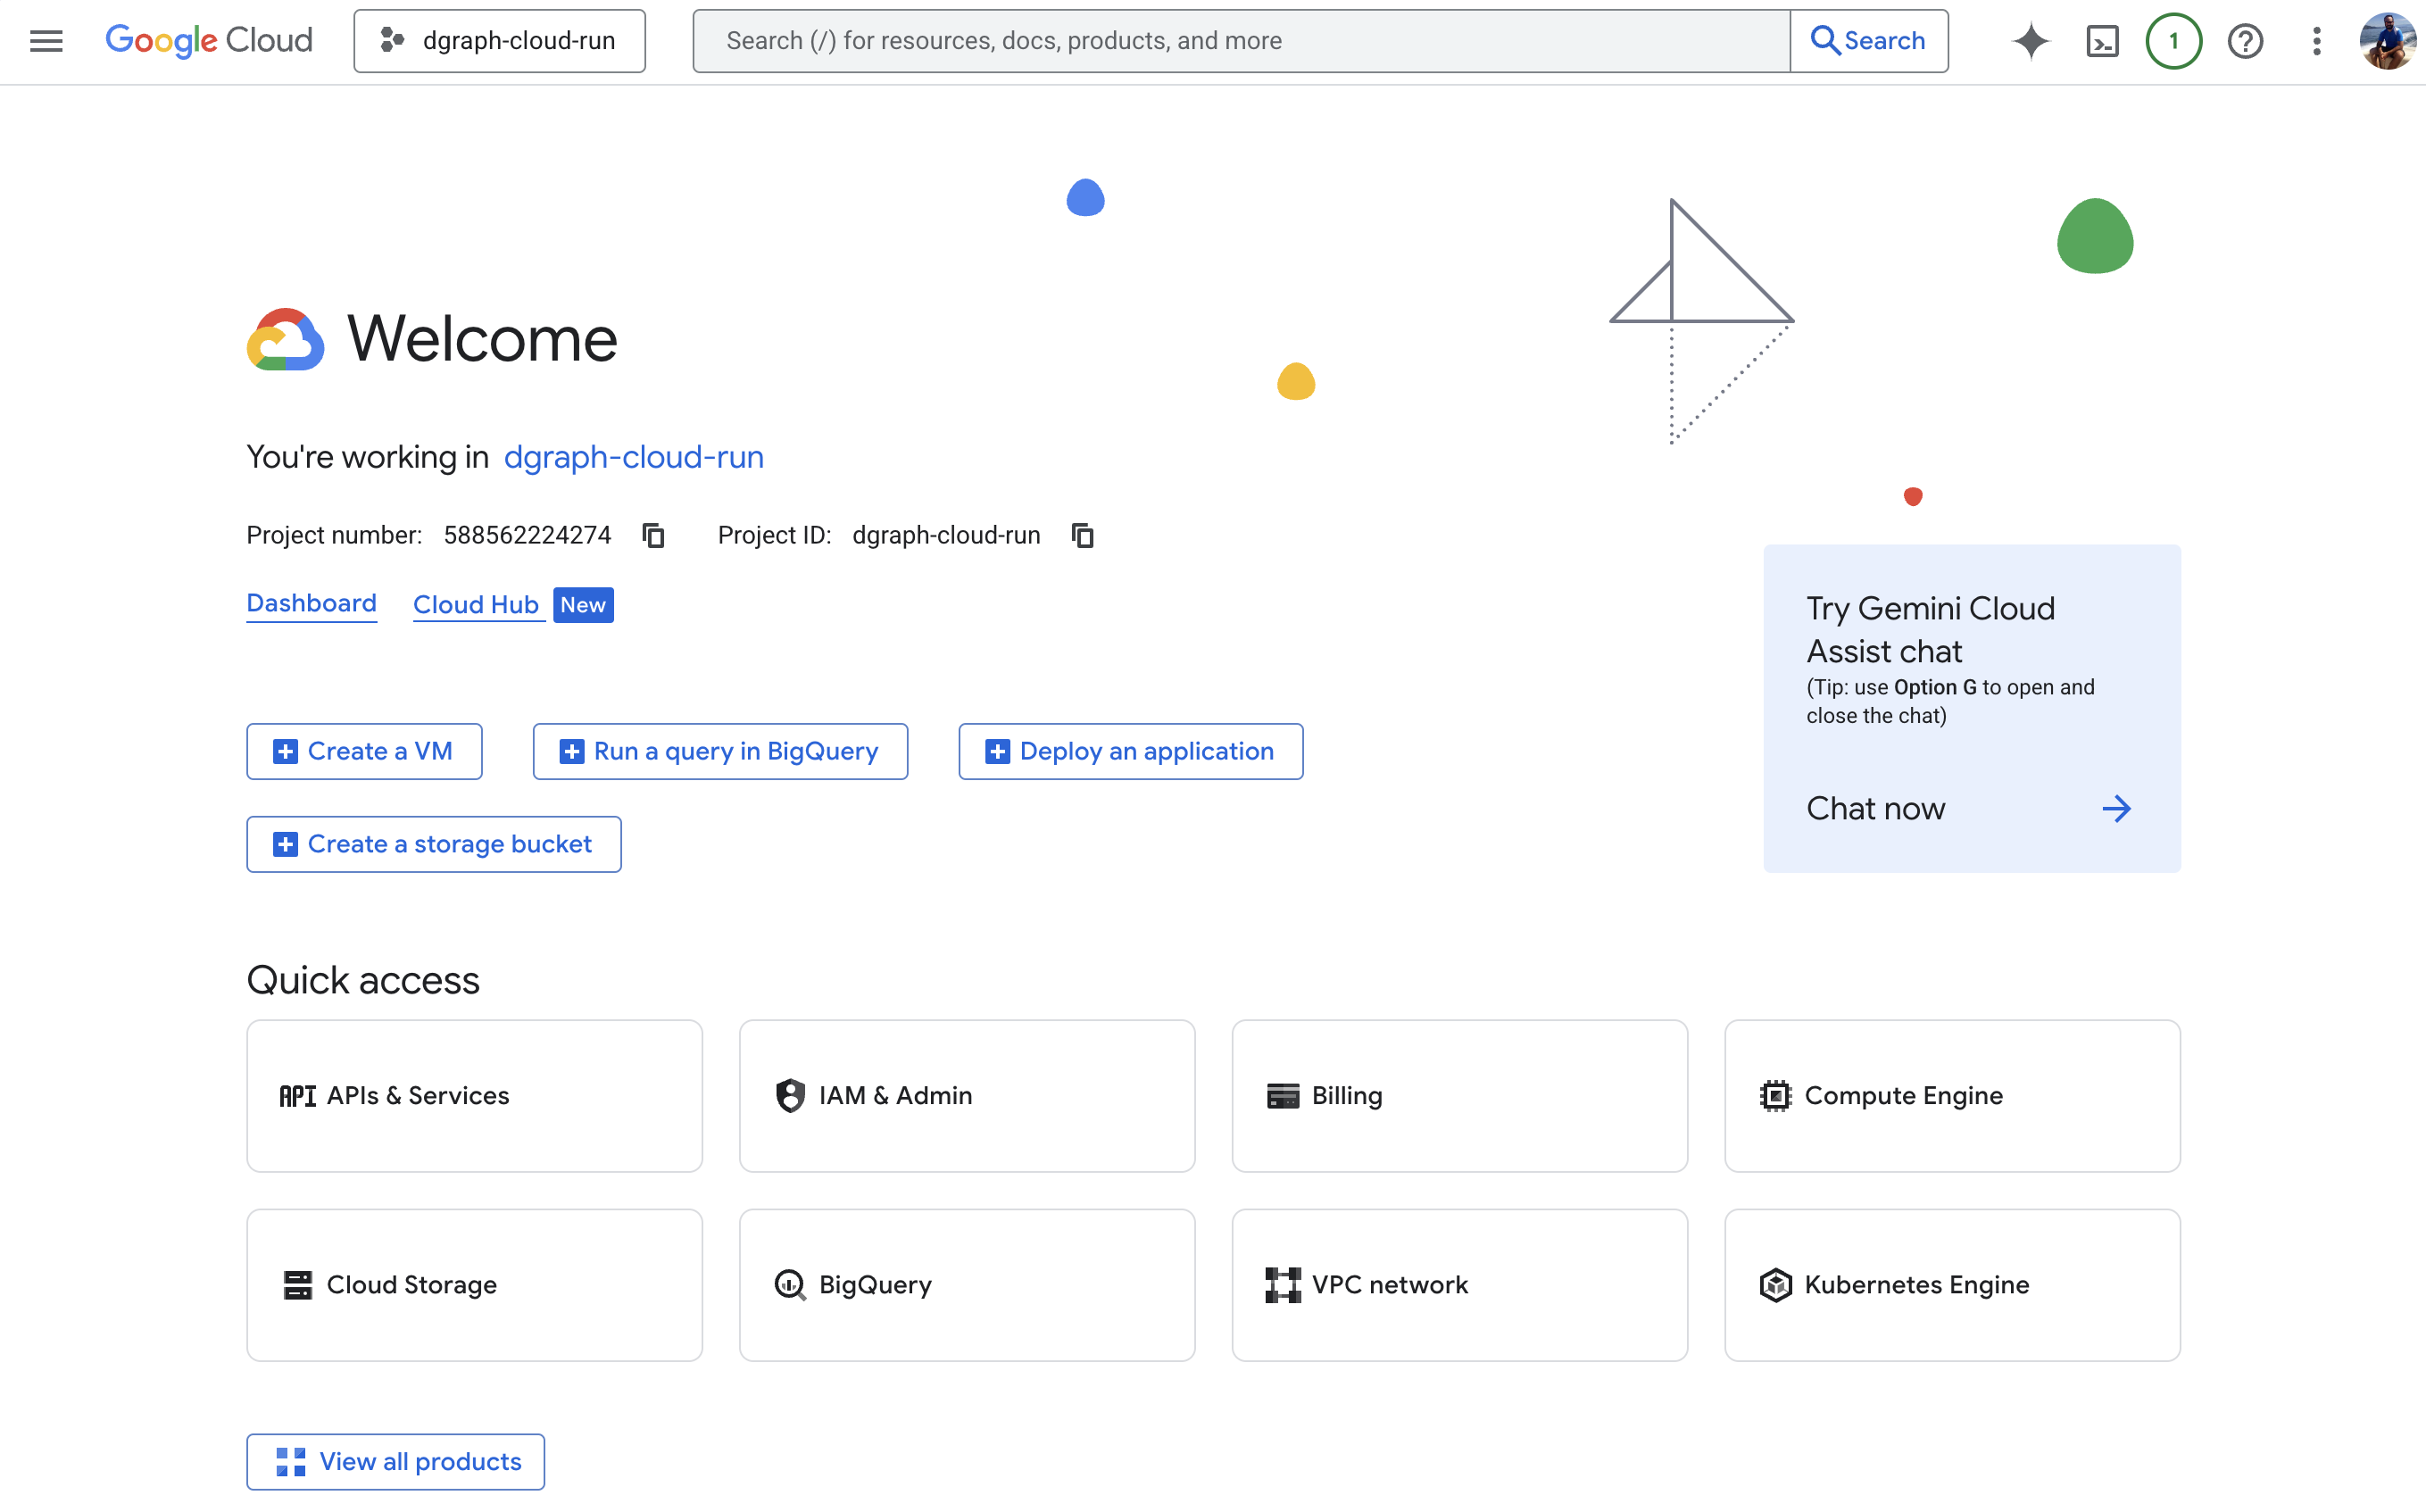 Google Cloud
dgraph-cloud-run
Search (/) for resources, docs, products, and more
Search
1
Welcome
You're working in dgraph-cloud-run
Project number: 588562224274 Project ID: dgraph-cloud-run
Dashboard Cloud Hub New
Try Gemini Cloud
Assist chat
(Tip: use Option G to open and
close the chat)
Chat now
Create a VM
Run a query in BigQuery
Deploy an application
Create a storage bucket
Quick access
API APIs & Services
IAM & Admin
Billing
Compute Engine
Cloud Storage
BigQuery
VPC network
Kubernetes Engine
View all products